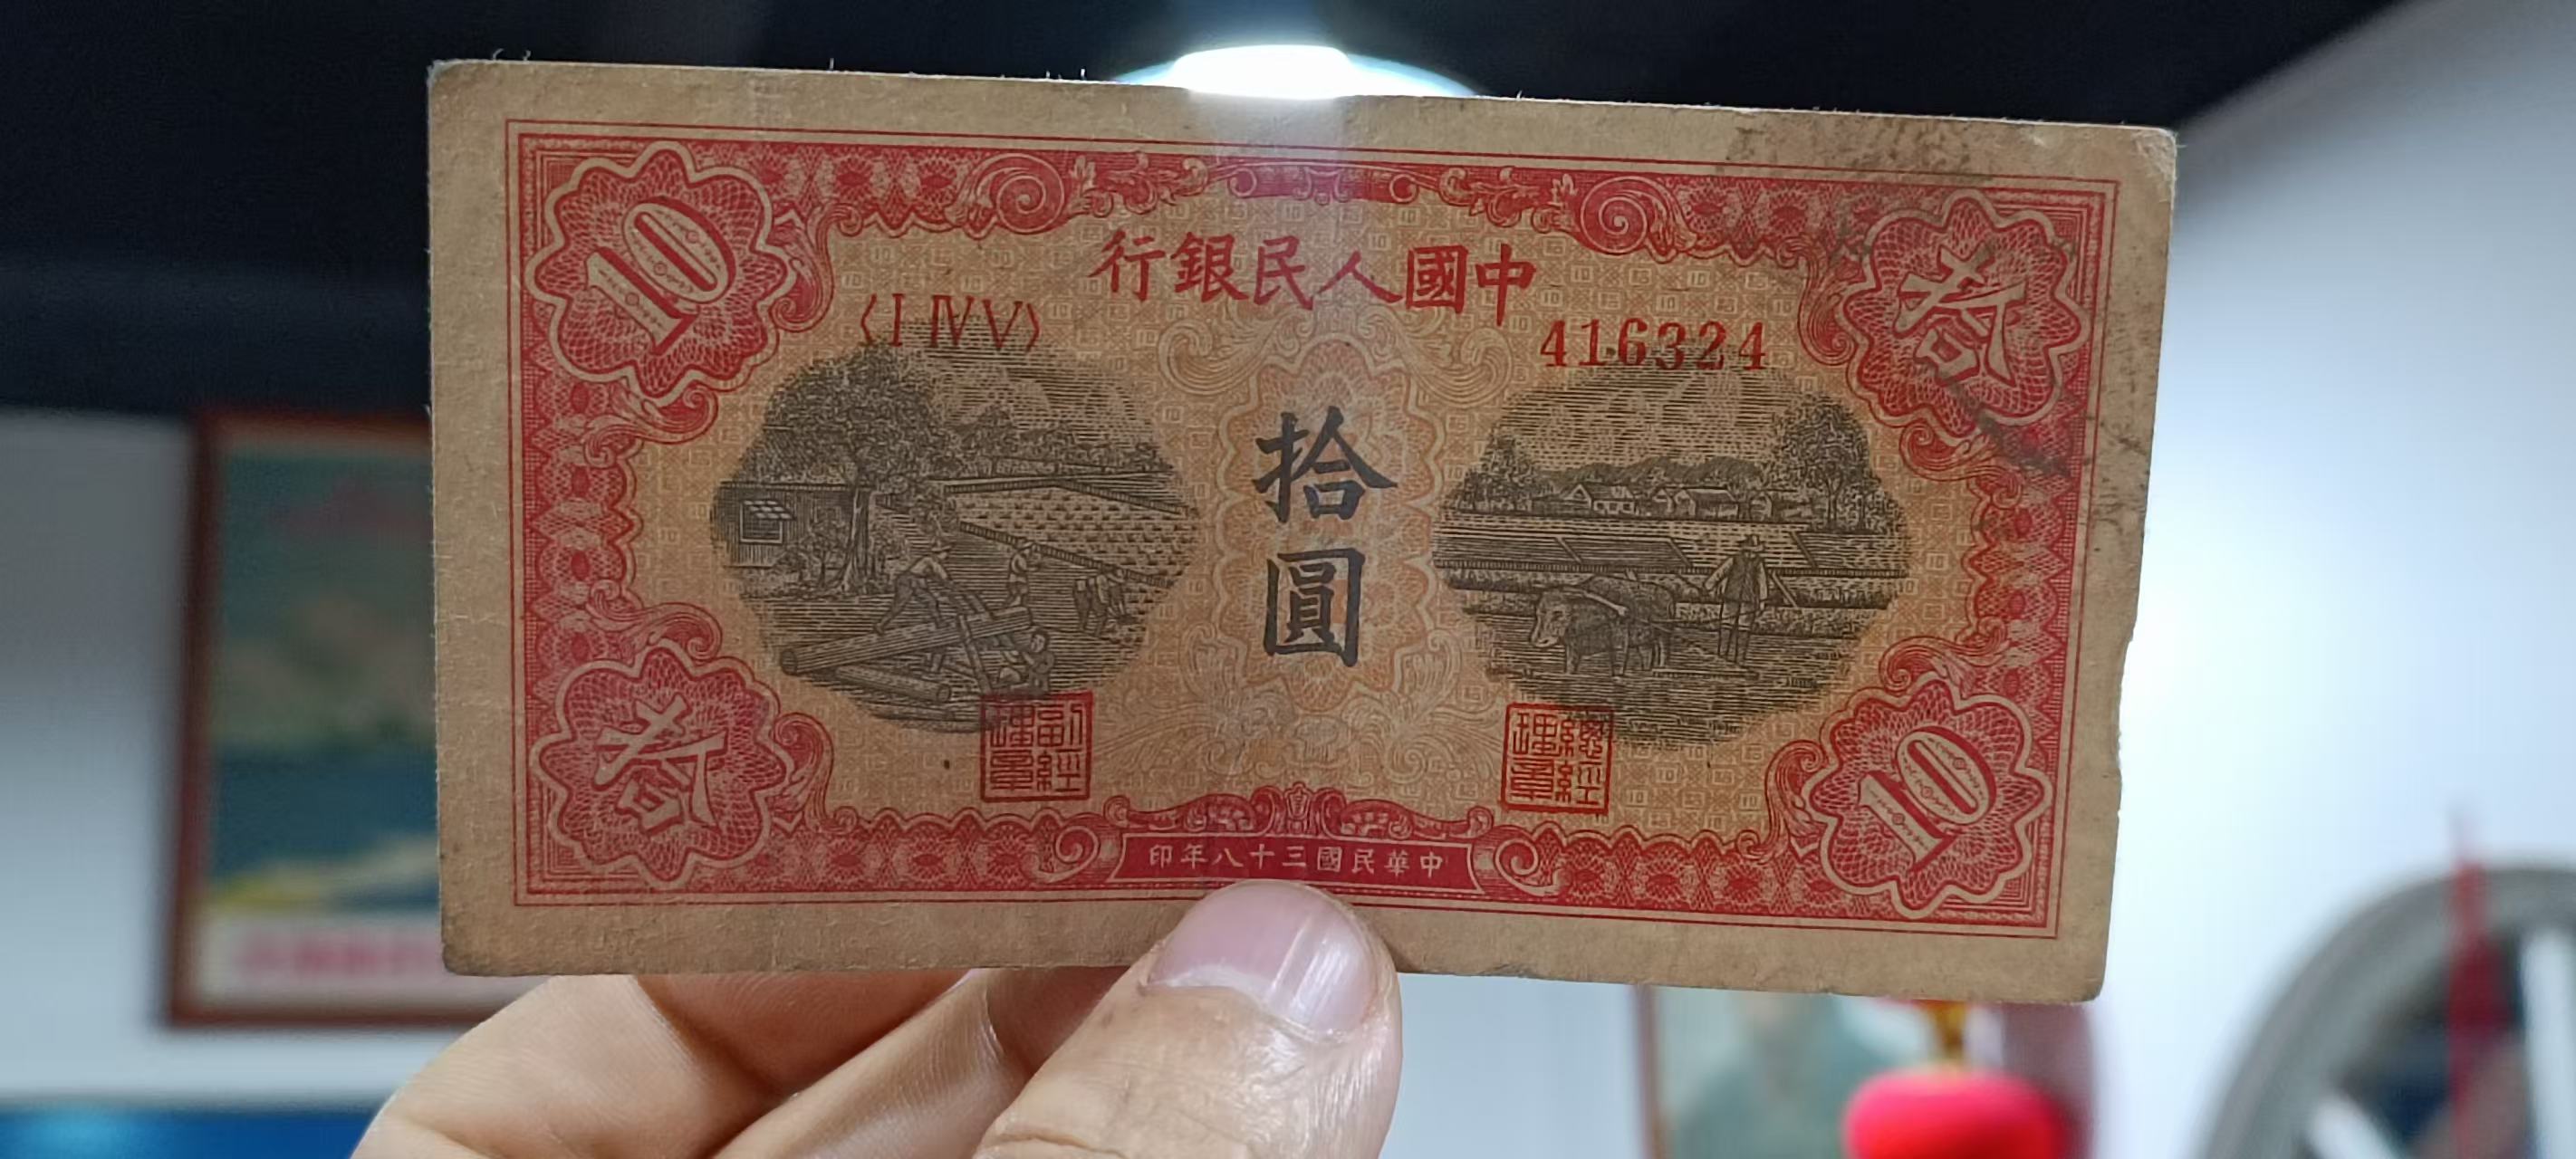 中國人民銀行
10
拾
〈I IV V〉
416324
拾圓
副經理章
總經理章
拾
10
中華民國三十八年印